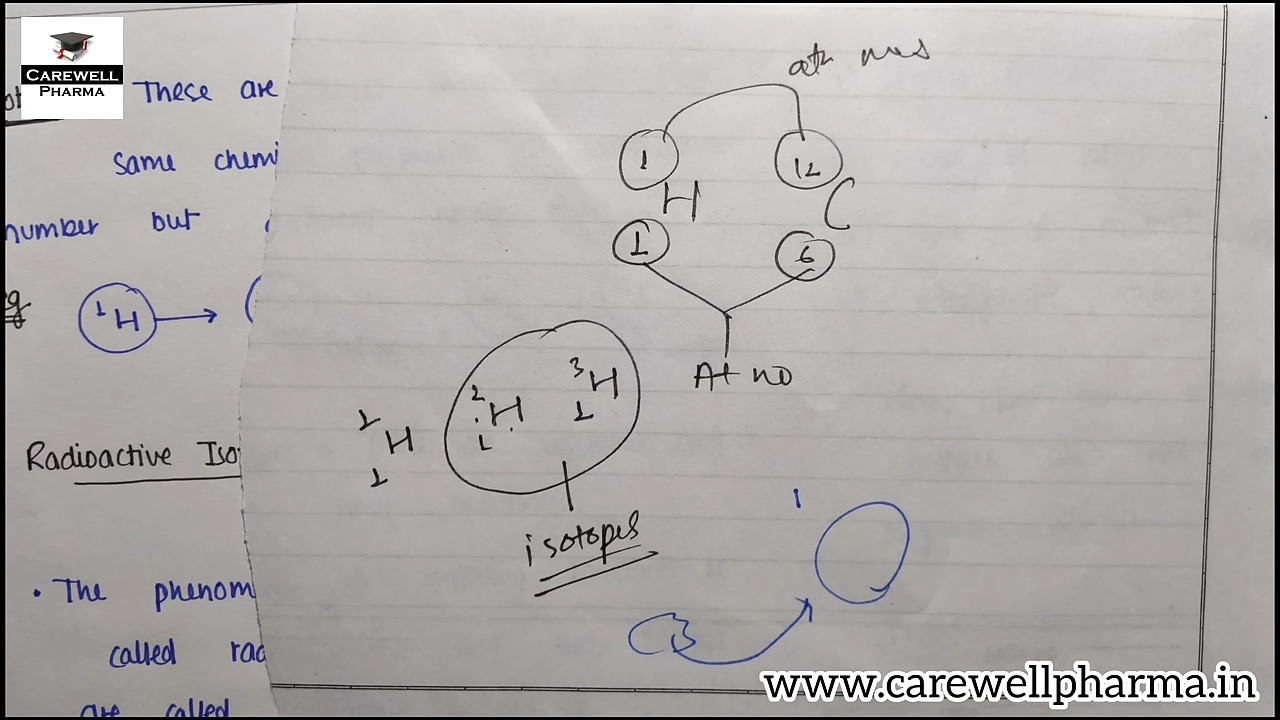 CAREWELL
PHARMA
These are
same chemi
number but
eg
1H
Radioactive Iso
• The phenom
called rad
are called
at mas
1 12
H C
1 6
At no
1 2 3
H H H
1 1 1
isotopes
www.carewellpharma.in